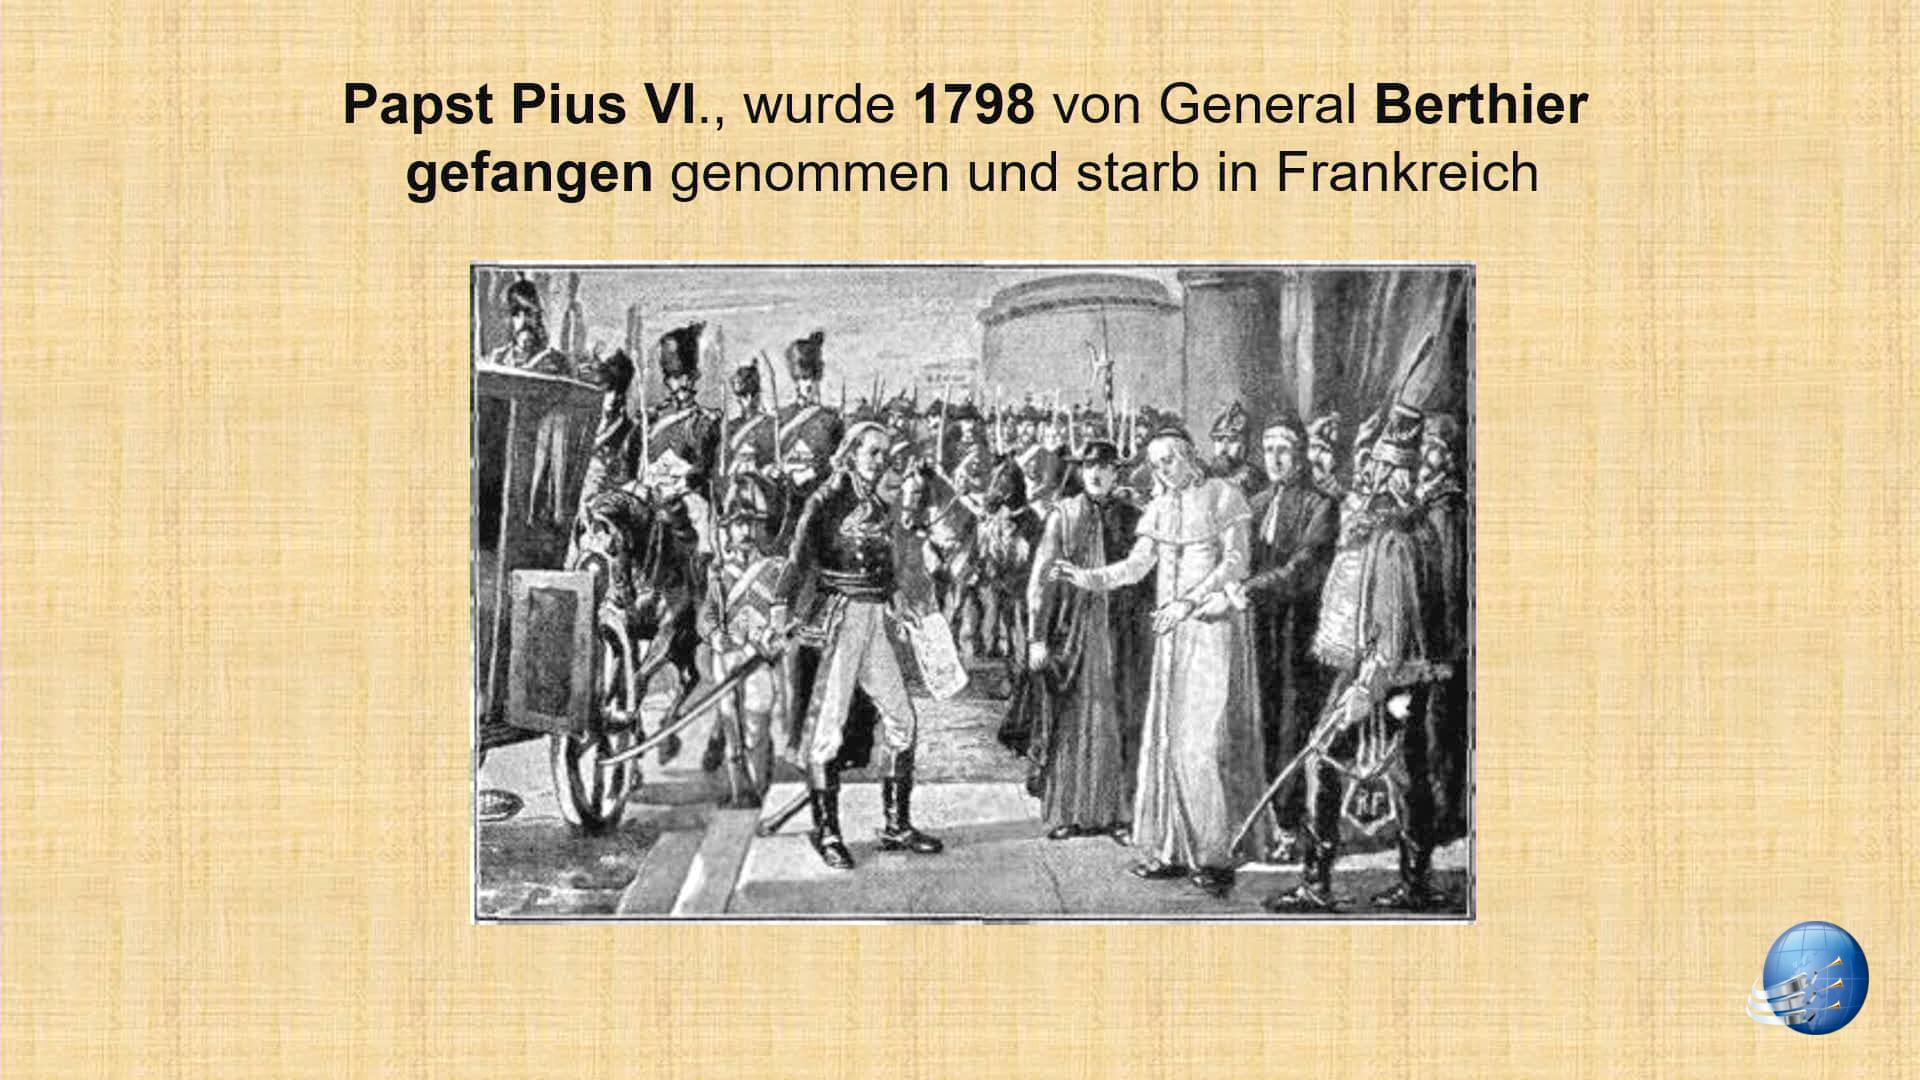 Papst Pius VI., wurde 1798 von General Berthier
gefangen genommen und starb in Frankreich